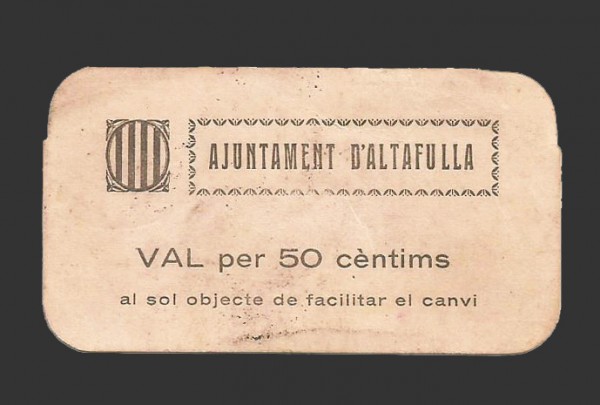 AJUNTAMENT D'ALTAFULLA
VAL per 50 cèntims
al sol objecte de facilitar el canvi